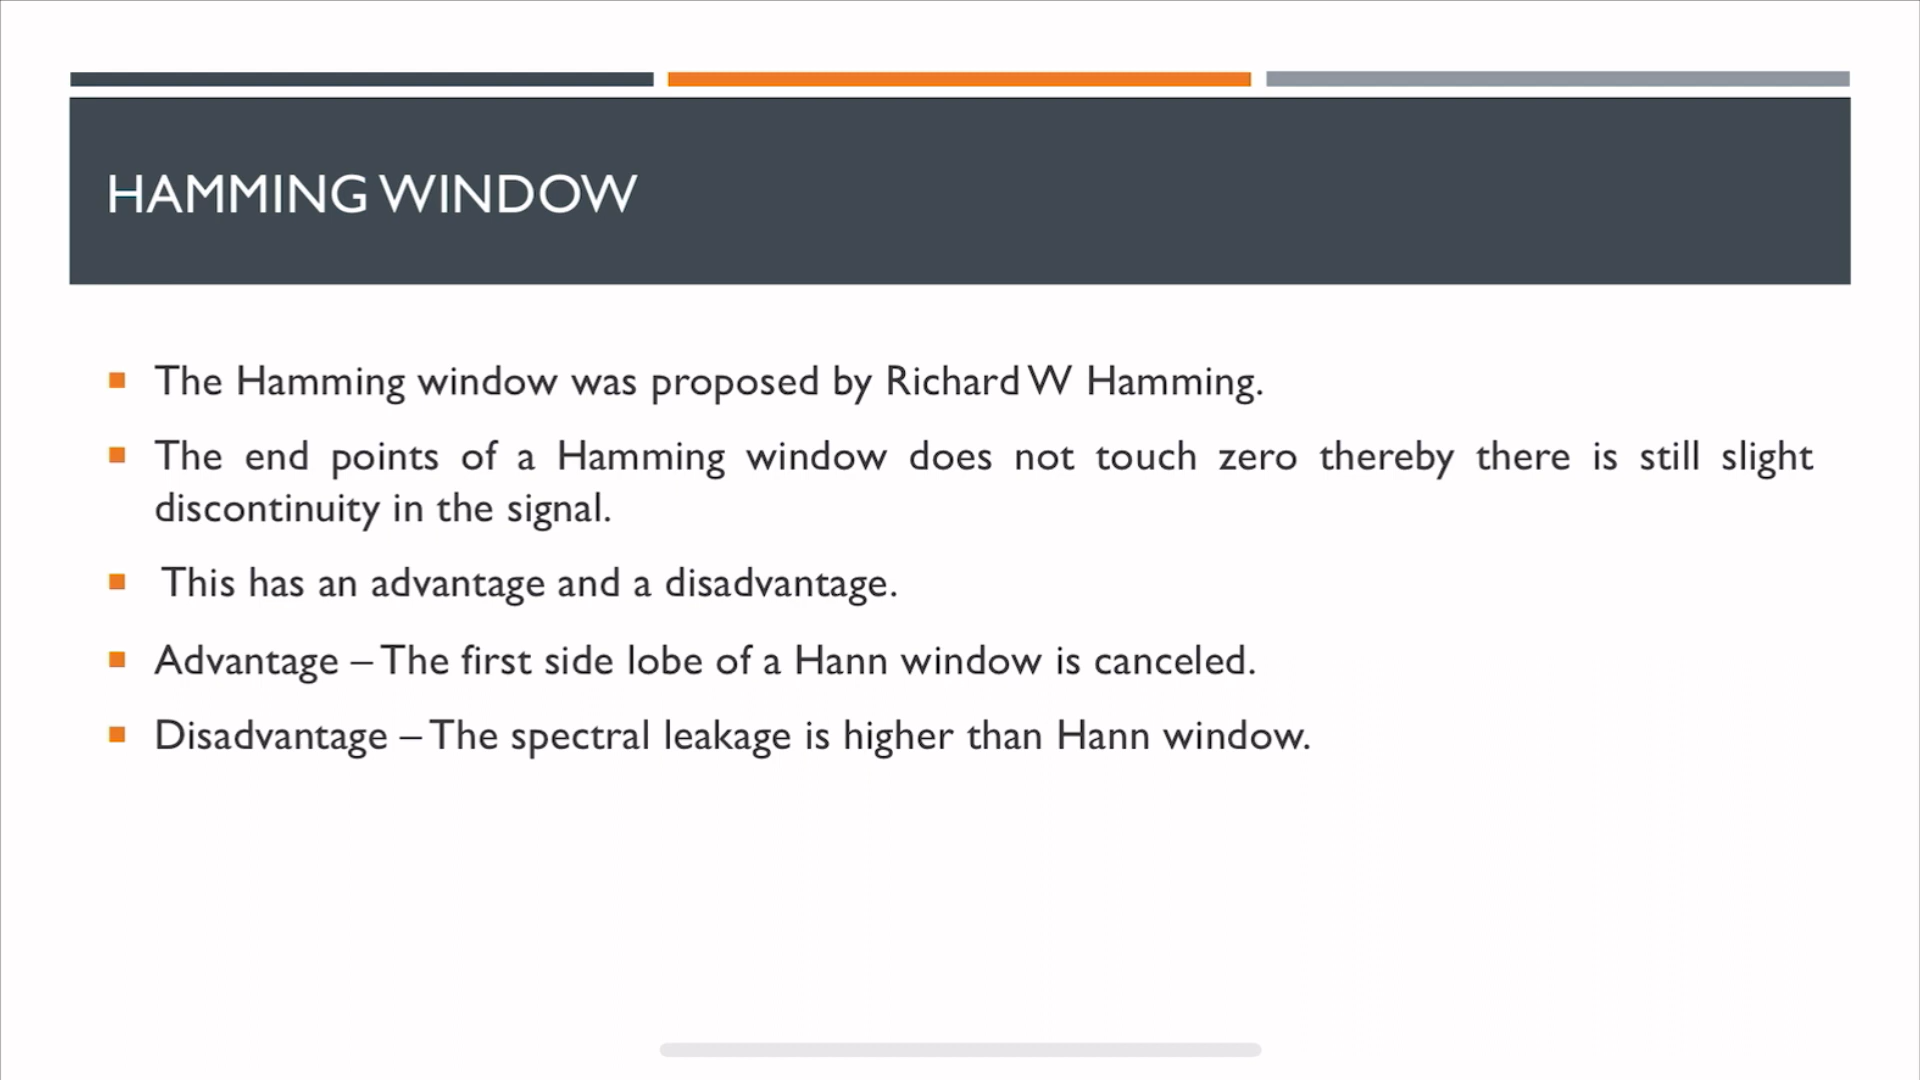 HAMMING WINDOW
The Hamming window was proposed by Richard W Hamming.
The end points of a Hamming window does not touch zero thereby there is still slight
discontinuity in the signal.
This has an advantage and a disadvantage.
Advantage – The first side lobe of a Hann window is canceled.
Disadvantage – The spectral leakage is higher than Hann window.